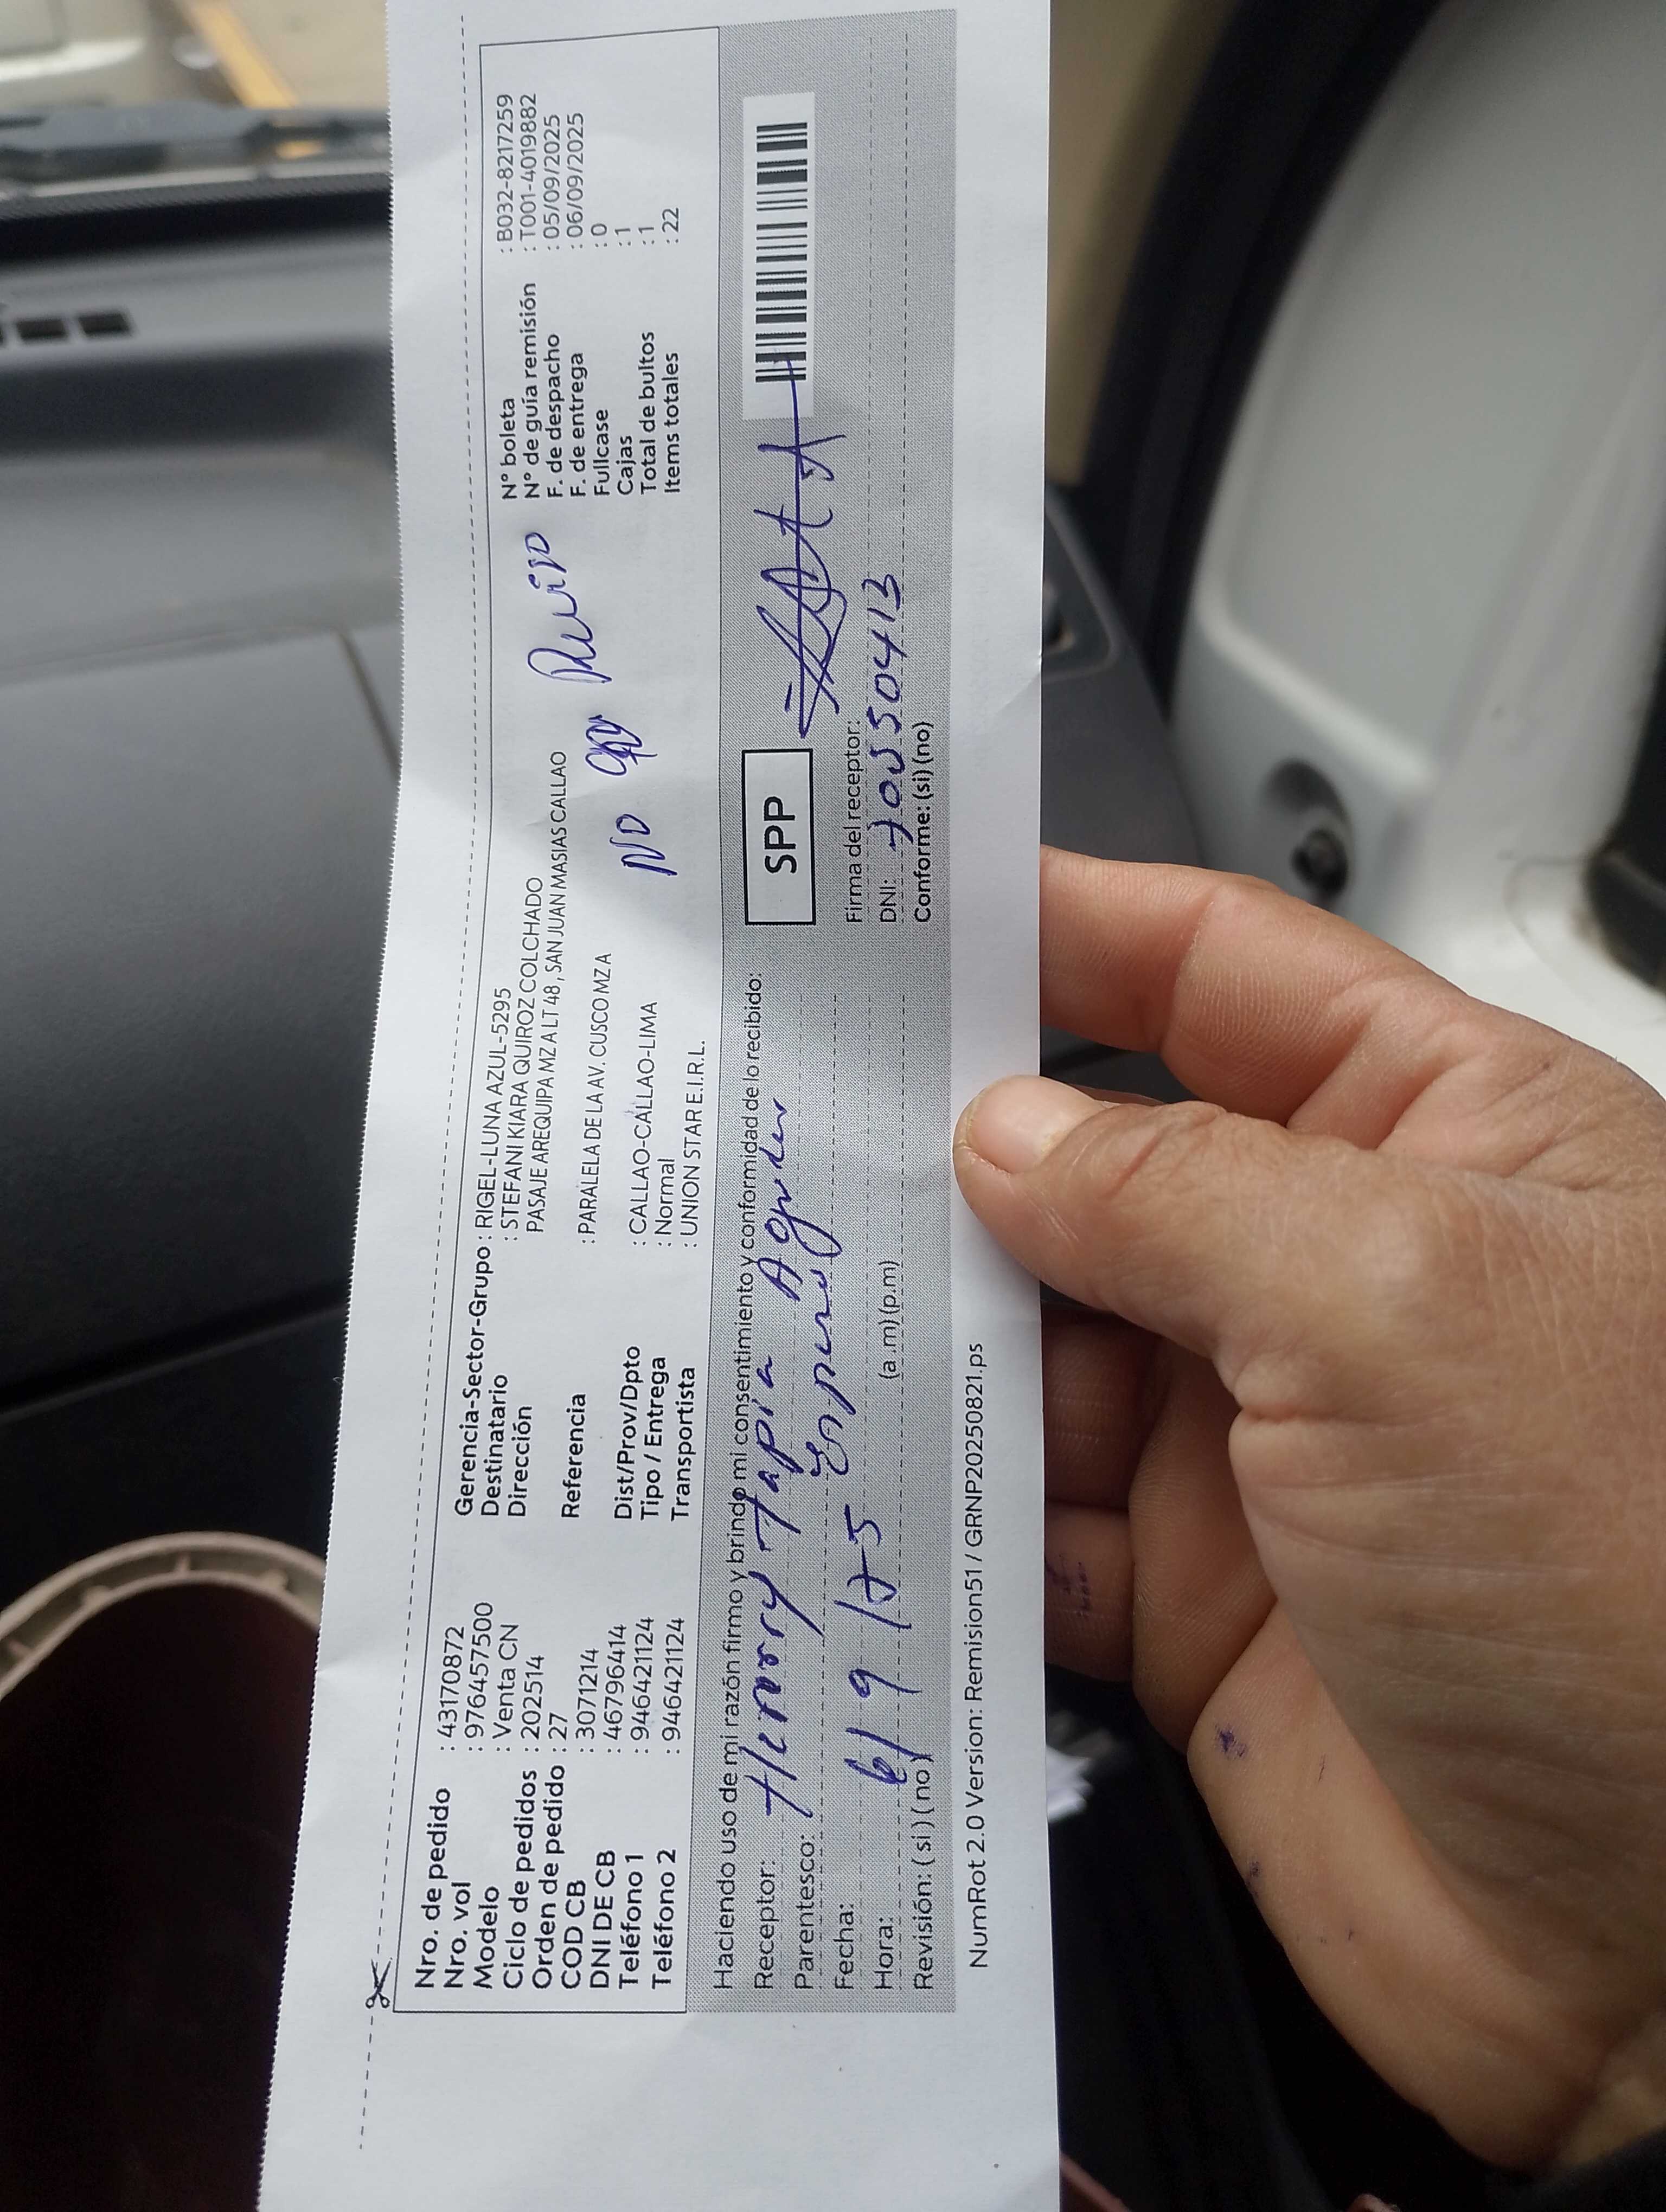 Nro. de pedido : 43170872
Nro. vol : 97645​7500
Modelo : Venta CN
Ciclo de pedidos : 202514
Orden de pedido : 27
COD CB : 3071214
DNI DE CB : 46796414
Teléfono 1 : 946421124
Teléfono 2 : 946421124
Gerencia-Sector-Grupo : RIGEL-LUNA AZUL-5295
Destinatario : STEFANI KIARA QUIROZ COLCHADO
Dirección PASAJE AREQUIPA MZ A LT 48 , SAN JUAN MASIAS CALLAO
Referencia : PARALELA DE LA AV. CUSCO MZ A
Dist/Prov/Dpto : CALLAO-CALLAO-LIMA
Tipo / Entrega : Normal
Transportista : UNION STAR E.I.R.L.
N° boleta : B032-8217259
N° de guía remisión : T001-4019882
F. de despacho : 05/09/2025
F. de entrega : 06/09/2025
Fullcase : 0
Cajas : 1
Total de bultos : 1
Items totales : 22
No
Haciendo uso de mi razón firmo y brindo mi consentimiento y conformidad de lo recibido:
Receptor: Henrry Tapia
Parentesco:
Fecha: 6/9/25
Hora: (a .m) (p.m)
Revisión: ( si ) ( no )
SPP
Firma del receptor:
DNI: 70550413
Conforme: (si) (no)
NumRot 2.0 Version: Remision51 / GRNP20250821.ps